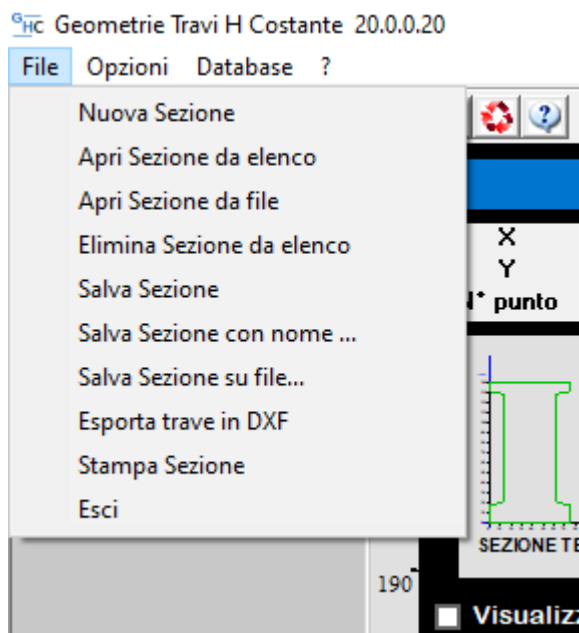 GHC Geometrie Travi H Costante 20.0.0.20
File Opzioni Database ?
Nuova Sezione
Apri Sezione da elenco
Apri Sezione da file
Elimina Sezione da elenco
Salva Sezione
Salva Sezione con nome ...
Salva Sezione su file...
Esporta trave in DXF
Stampa Sezione
Esci
?
X
Y
N° punto
SEZIONE TE
190
Visualizz